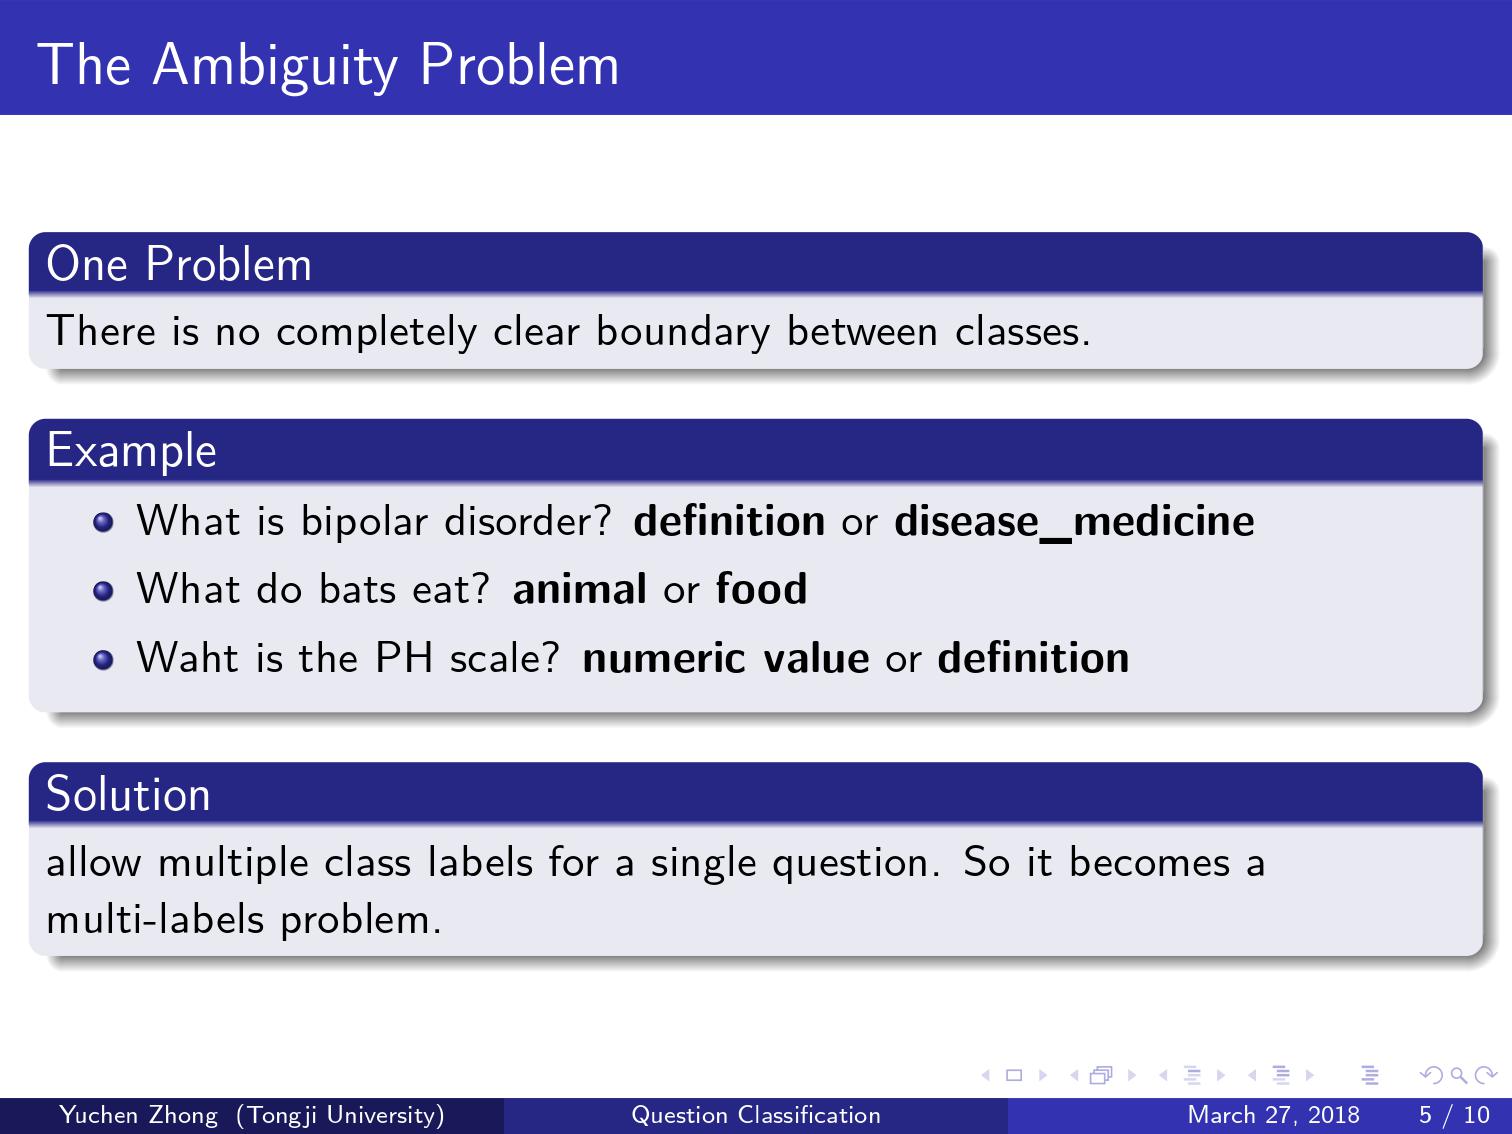 The Ambiguity Problem
One Problem
There is no completely clear boundary between classes.
Example
What is bipolar disorder? definition or disease_medicine
What do bats eat? animal or food
Waht is the PH scale? numeric value or definition
Solution
allow multiple class labels for a single question. So it becomes a
multi-labels problem.
Yuchen Zhong (Tongji University) Question Classification March 27, 2018 5 / 10